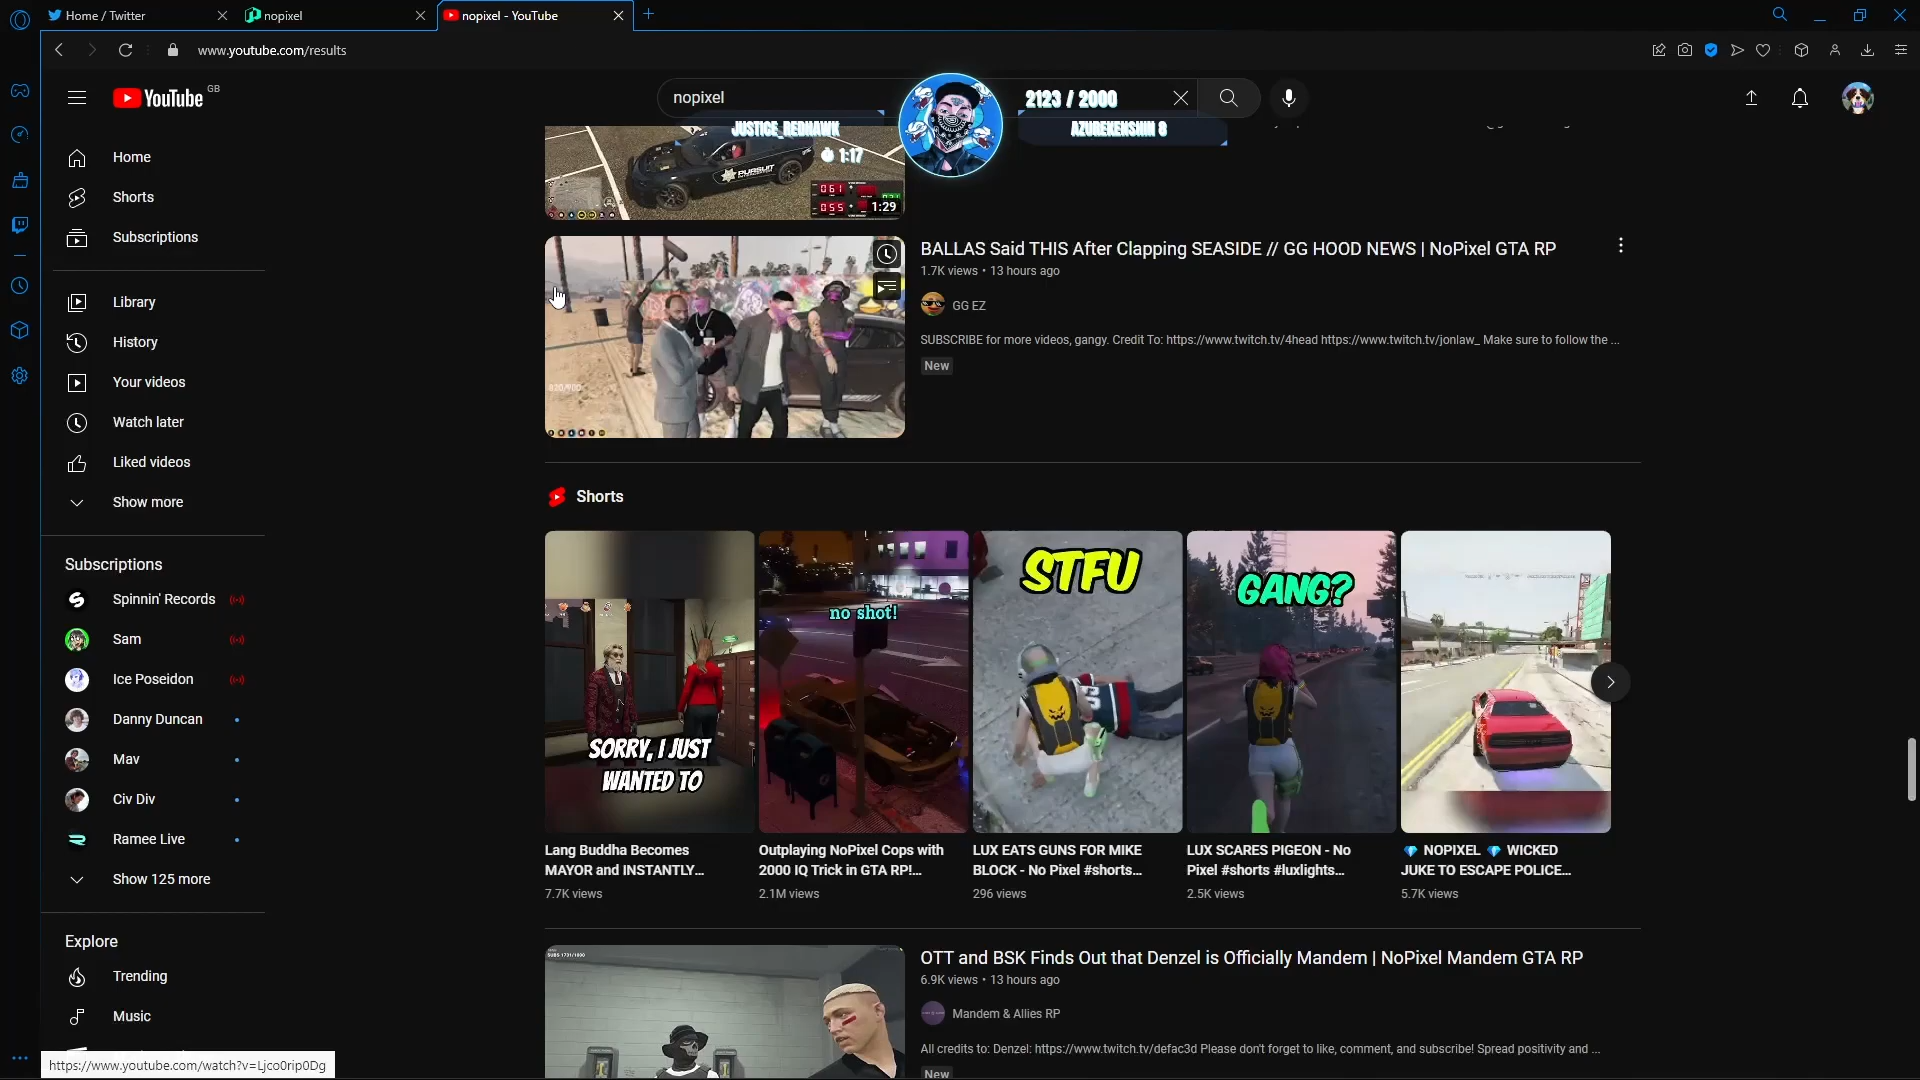 Home / Twitter
nopixel
nopixel - YouTube
www.youtube.com/results
YouTube GB
nopixel
2123 / 2000
JUSTICE_REDHAWK
AZUREKENSHIN 8
Home
Shorts
Subscriptions
Library
History
Your videos
Watch later
Liked videos
Show more
Subscriptions
Spinnin' Records
Sam
Ice Poseidon
Danny Duncan
Mav
Civ Div
Ramee Live
Show 125 more
Explore
Trending
Music
https://www.youtube.com/watch?v=Ljco0rip0Dg
1:17
PURSUIT
061
055
1:29
BALLAS Said THIS After Clapping SEASIDE // GG HOOD NEWS | NoPixel GTA RP
1.7K views • 13 hours ago
GG EZ
SUBSCRIBE for more videos, gangy. Credit To: https://www.twitch.tv/4head https://www.twitch.tv/jonlaw_ Make sure to follow the ...
New
Shorts
SORRY, I JUST
WANTED TO
no shot!
STFU
GANG?
Lang Buddha Becomes
MAYOR and INSTANTLY...
7.7K views
Outplaying NoPixel Cops with
2000 IQ Trick in GTA RP!...
2.1M views
LUX EATS GUNS FOR MIKE
BLOCK - No Pixel #shorts...
296 views
LUX SCARES PIGEON - No
Pixel #shorts #luxlights...
2.5K views
💎 NOPIXEL 💎 WICKED
JUKE TO ESCAPE POLICE...
5.7K views
OTT and BSK Finds Out that Denzel is Officially Mandem | NoPixel Mandem GTA RP
6.9K views • 13 hours ago
Mandem & Allies RP
All credits to: Denzel: https://www.twitch.tv/defac3d Please don't forget to like, comment, and subscribe! Spread positivity and ...
New